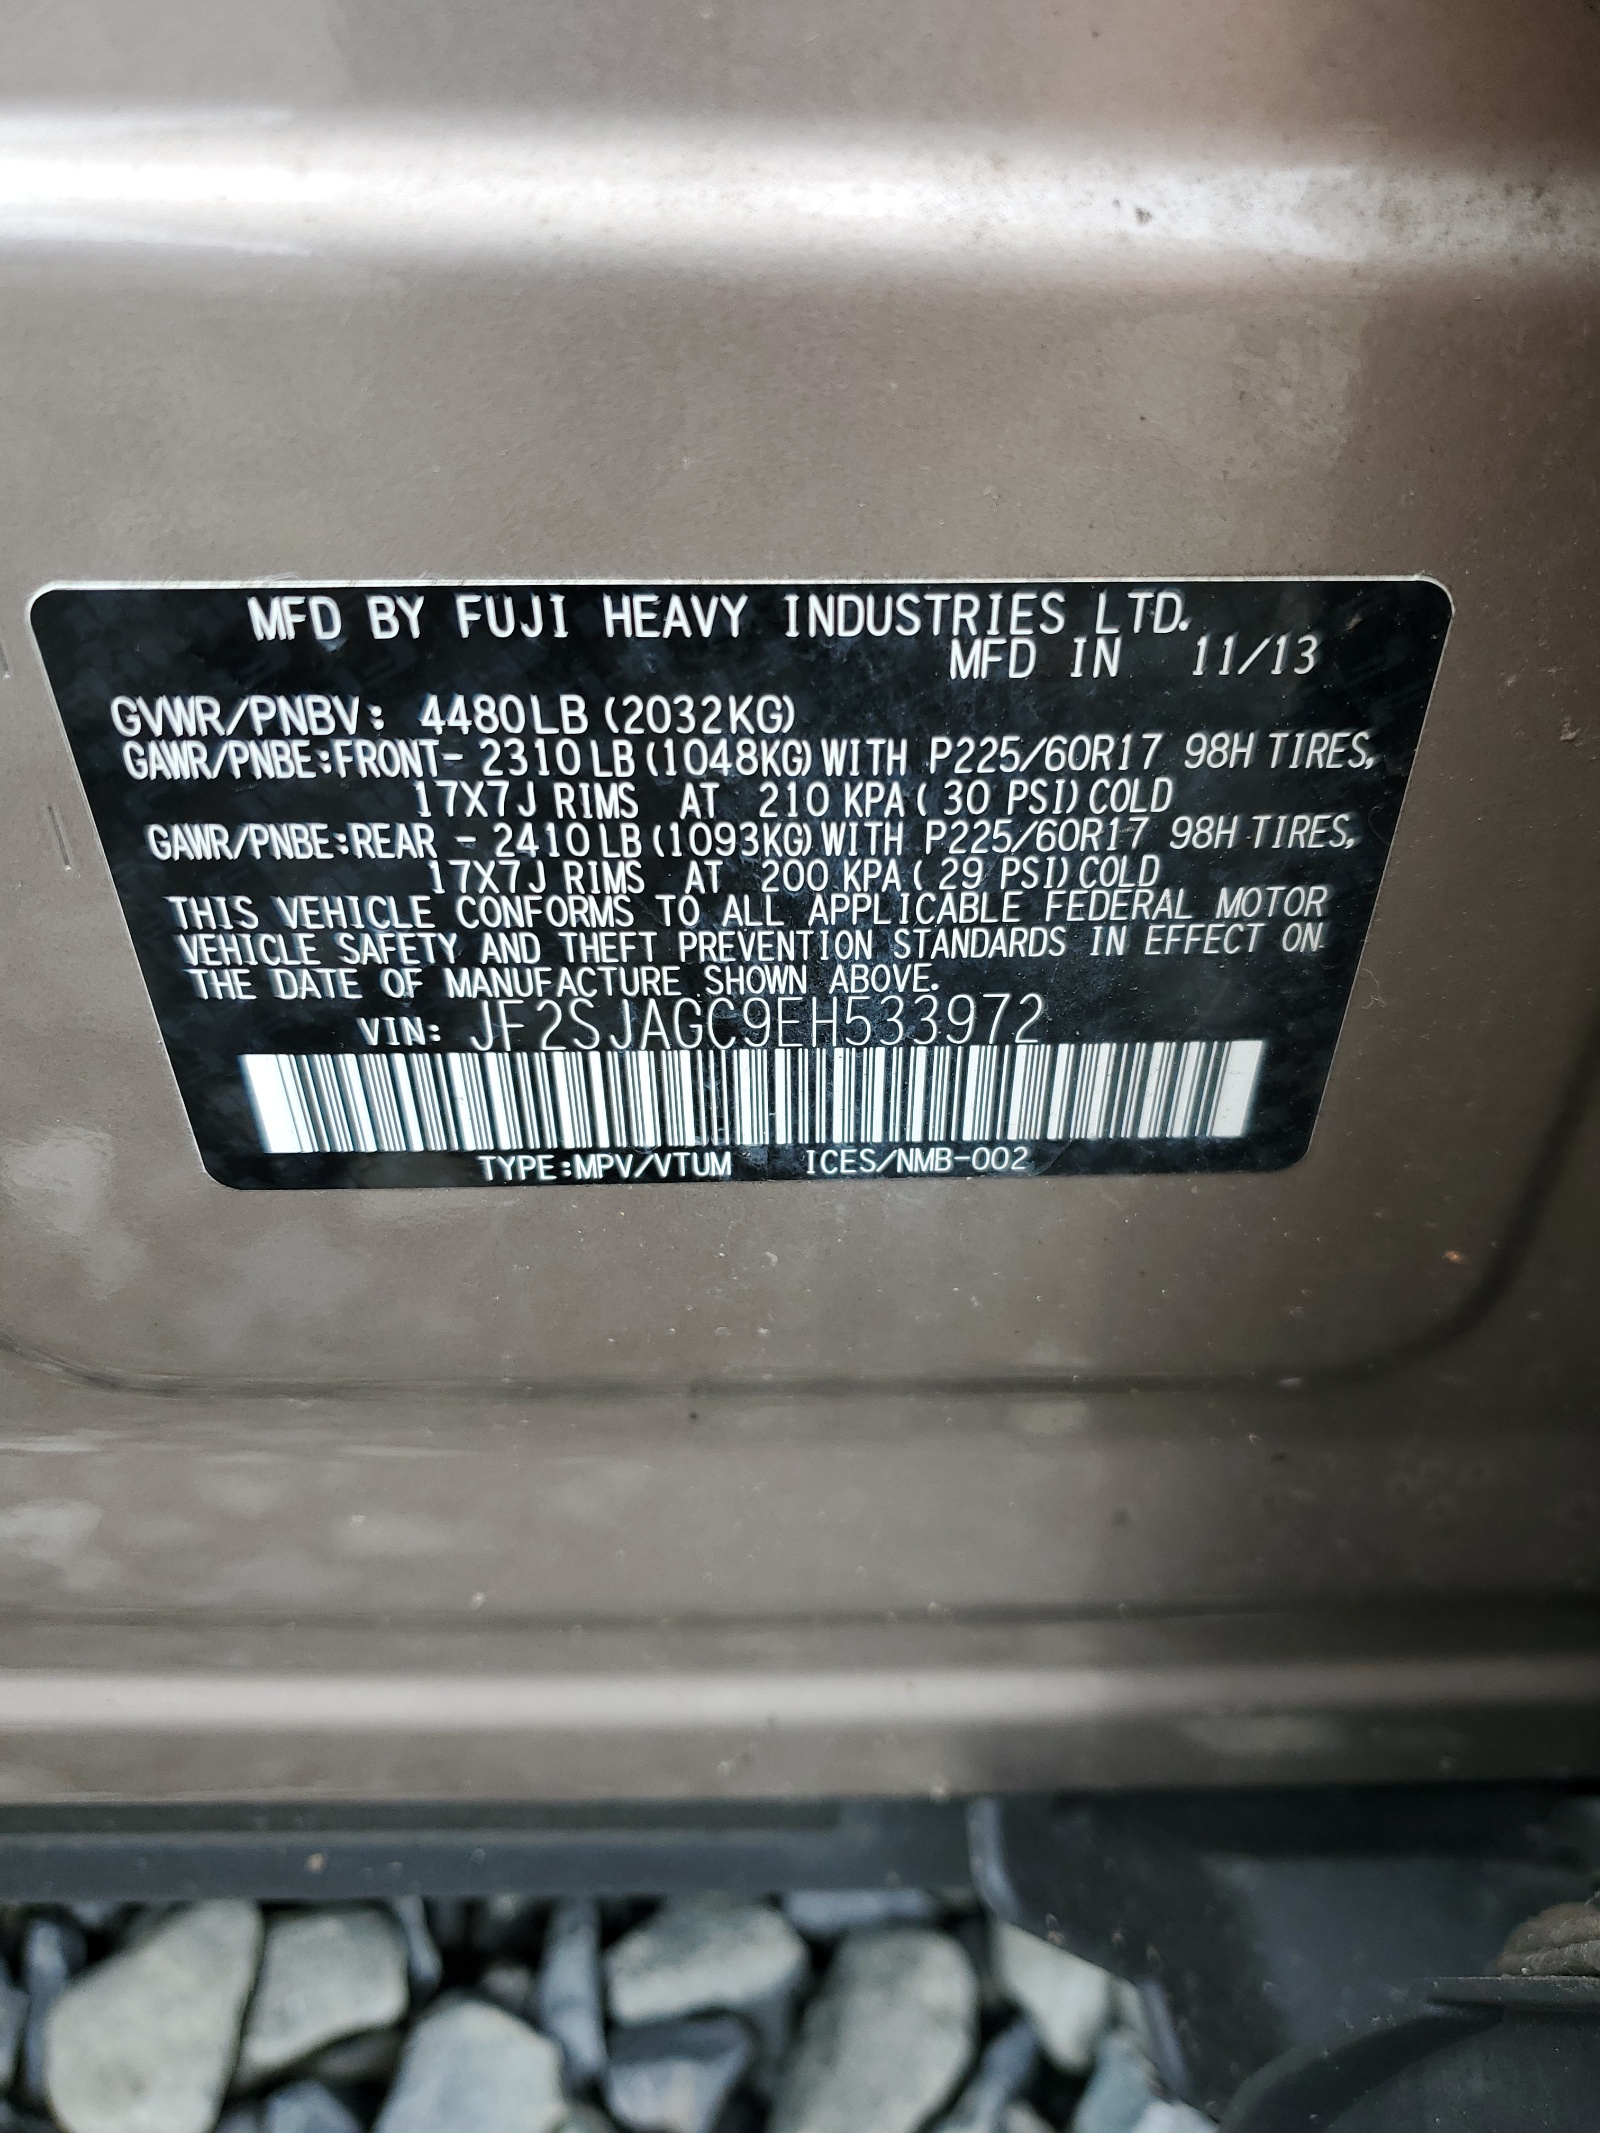 MFD BY FUJI HEAVY INDUSTRIES LTD.
MFD IN 11/13
GVWR/PNBV: 4480LB (2032KG)
GAWR/PNBE:FRONT- 2310LB (1048KG) WITH P225/60R17 98H TIRES,
17X7J RIMS AT 210 KPA ( 30 PSI) COLD
GAWR/PNBE:REAR - 2410LB (1093KG) WITH P225/60R17 98H TIRES,
17X7J RIMS AT 200 KPA ( 29 PSI) COLD
THIS VEHICLE CONFORMS TO ALL APPLICABLE FEDERAL MOTOR
VEHICLE SAFETY AND THEFT PREVENTION STANDARDS IN EFFECT ON
THE DATE OF MANUFACTURE SHOWN ABOVE.
VIN: JF2SJAGC9EH533972
TYPE:MPV/VTUM ICES/NMB-002